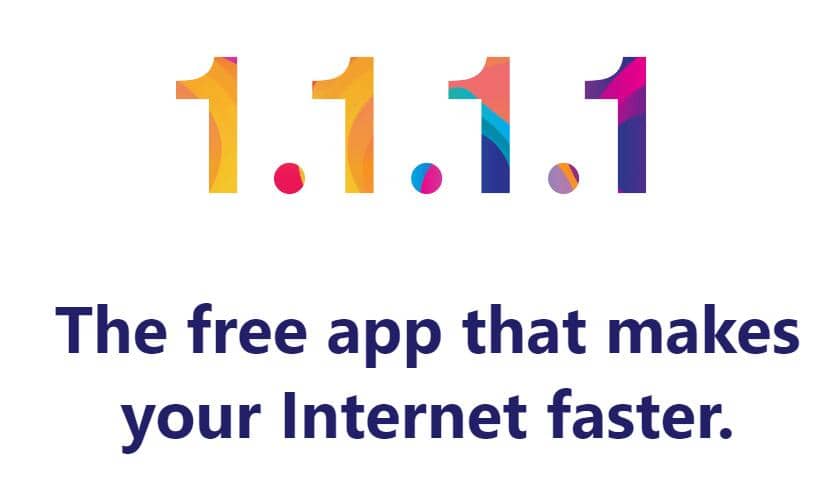 1.1.1.1
The free app that makes
your Internet faster.